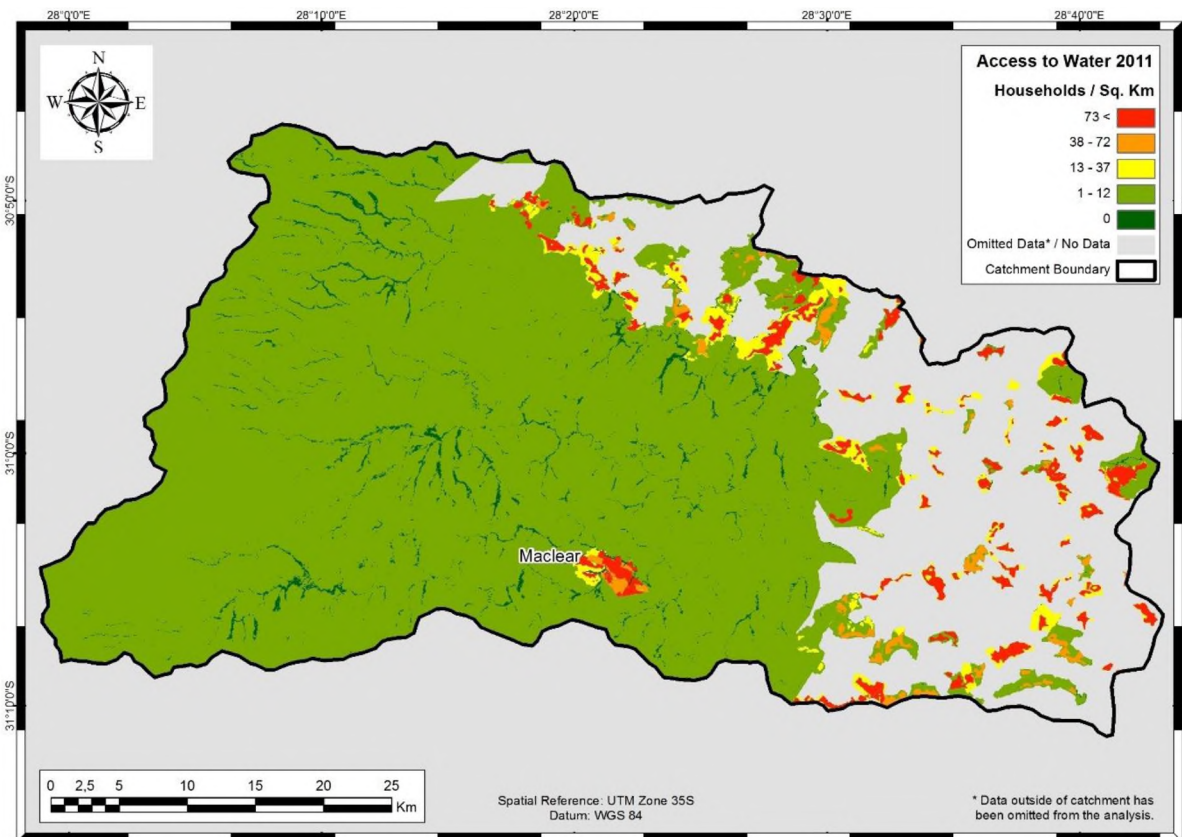 28°0'0"E 28°10'0"E 28°20'0"E 28°30'0"E 28°40'0"E
N
W E
S
Access to Water 2011
Households / Sq. Km
73 <
38 - 72
13 - 37
1 - 12
0
Omitted Data* / No Data
Catchment Boundary
30°50'0"S
31°0'0"S
31°10'0"S
Maclear
0 2,5 5 10 15 20 25
Km
Spatial Reference: UTM Zone 35S
Datum: WGS 84
* Data outside of catchment has
been omitted from the analysis.